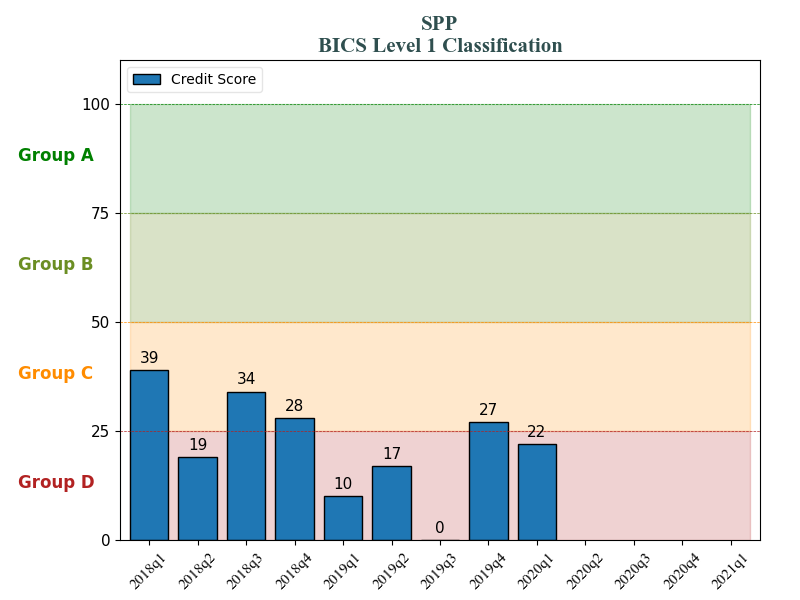 SPP
BICS Level 1 Classification
Credit Score
100
Group A
75
Group B
50
Group C
25
Group D
0
39
19
34
28
10
17
0
27
22
2018q1
2018q2
2018q3
2018q4
2019q1
2019q2
2019q3
2019q4
2020q1
2020q2
2020q3
2020q4
2021q1